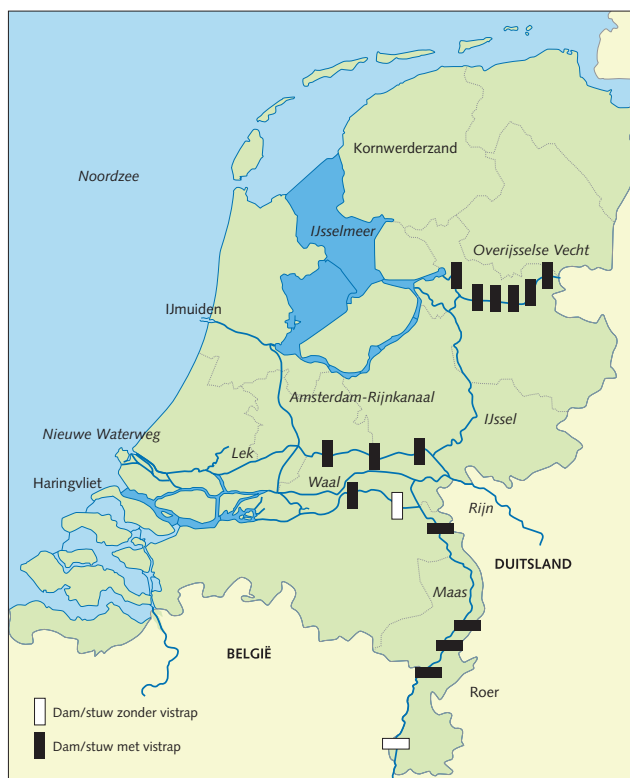 Kornwerderzand
Noordzee
IJsselmeer
Overijsselse Vecht
IJmuiden
Amsterdam-Rijnkanaal
IJssel
Nieuwe Waterweg
Lek
Haringvliet
Waal
Rijn
DUITSLAND
Maas
BELGIË
Roer
Dam/stuw zonder vistrap
Dam/stuw met vistrap